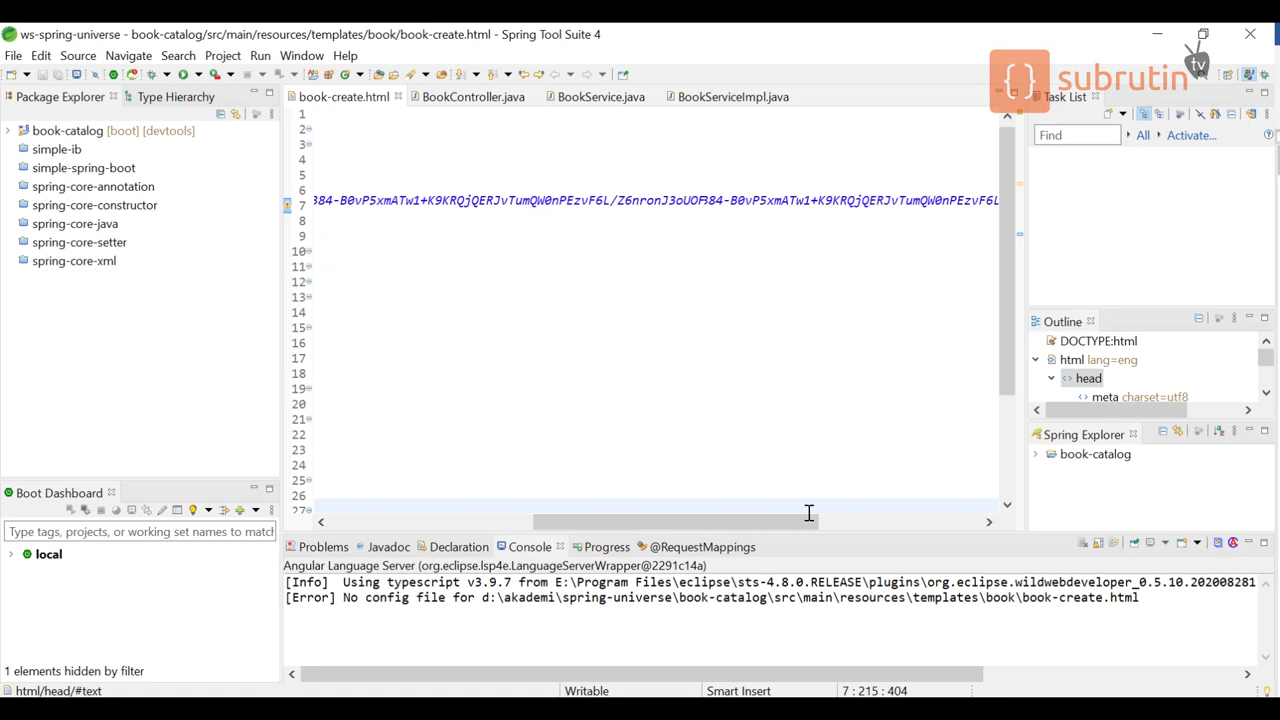 ws-spring-universe - book-catalog/src/main/resources/templates/book/book-create.html - Spring Tool Suite 4
File Edit Source Navigate Search Project Run Window Help
{} subrutin tv
Package Explorer Type Hierarchy
book-catalog [boot] [devtools]
simple-ib
simple-spring-boot
spring-core-annotation
spring-core-constructor
spring-core-java
spring-core-setter
spring-core-xml
Boot Dashboard
Type tags, projects, or working set names to match
local
1 elements hidden by filter
book-create.html BookController.java BookService.java BookServiceImpl.java
1
2
3
4
5
6
7 384-B0vP5xmATw1+K9KRQjQERJvTumQW0nPEzvF6L/Z6nronJ3oUOF384-B0vP5xmATw1+K9KRQjQERJvTumQW0nPEzvF6L
8
9
10
11
12
13
14
15
16
17
18
19
20
21
22
23
24
25
26
27
Task List
Find All Activate...
Outline
DOCTYPE:html
html lang=eng
head
meta charset=utf8
Spring Explorer
book-catalog
Problems Javadoc Declaration Console Progress @RequestMappings
Angular Language Server (org.eclipse.lsp4e.LanguageServerWrapper@2291c14a)
[Info] Using typescript v3.9.7 from E:\Program Files\eclipse\sts-4.8.0.RELEASE\plugins\org.eclipse.wildwebdeveloper_0.5.10.202008281
[Error] No config file for d:\akademi\spring-universe\book-catalog\src\main\resources\templates\book\book-create.html
html/head/#text Writable Smart Insert 7 : 215 : 404